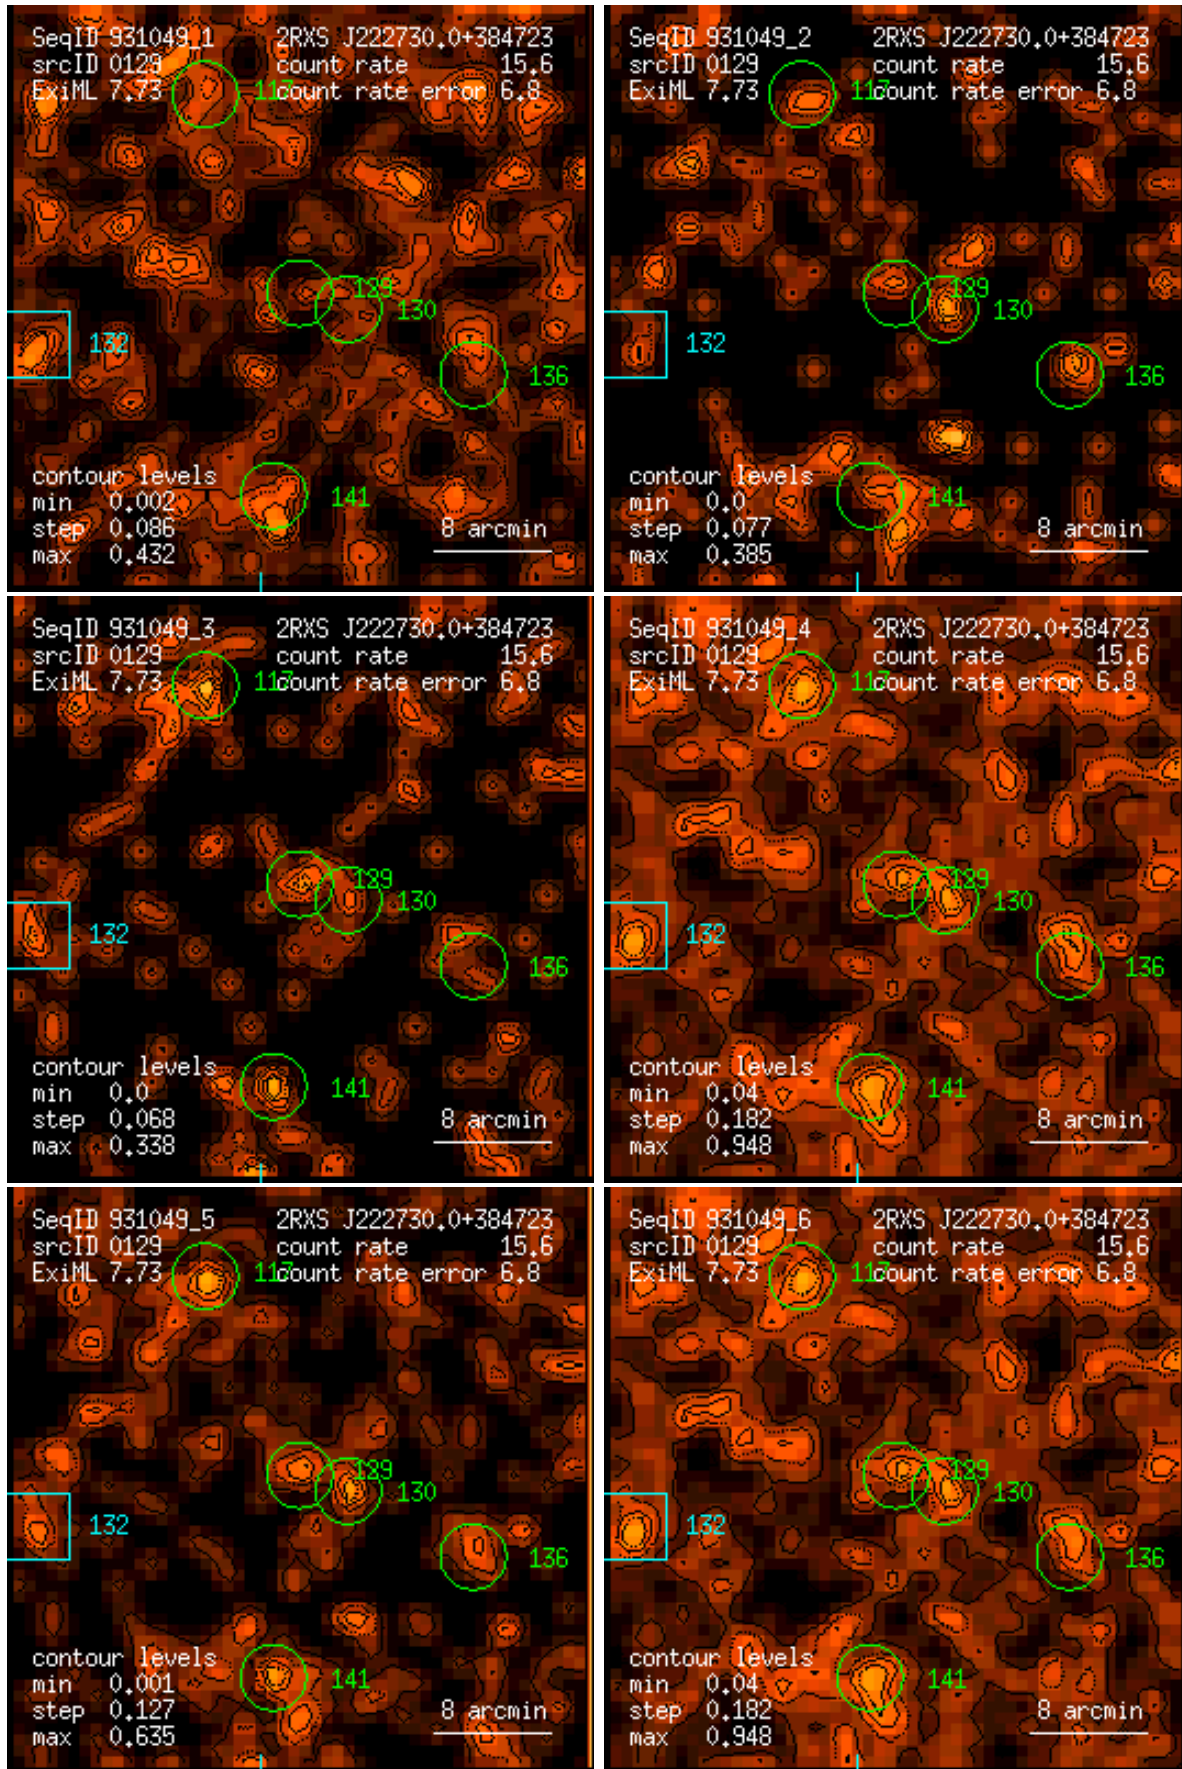 SeqID 931049_1 2RXS J222730.0+384723
srcID 0129 count rate 15.6
ExiML 7.73 117 count rate error 6.8
129
130
132
136
contour levels
min 0.002 141
step 0.086 8 arcmin
max 0.432
SeqID 931049_2 2RXS J222730.0+384723
srcID 0129 count rate 15.6
ExiML 7.73 117 count rate error 6.8
129
130
132
136
contour levels
min 0.0 141
step 0.077 8 arcmin
max 0.385
SeqID 931049_3 2RXS J222730.0+384723
srcID 0129 count rate 15.6
ExiML 7.73 117 count rate error 6.8
129
130
132
136
contour levels
min 0.0 141
step 0.068 8 arcmin
max 0.338
SeqID 931049_4 2RXS J222730.0+384723
srcID 0129 count rate 15.6
ExiML 7.73 117 count rate error 6.8
129
130
132
136
contour levels
min 0.04 141
step 0.182 8 arcmin
max 0.948
SeqID 931049_5 2RXS J222730.0+384723
srcID 0129 count rate 15.6
ExiML 7.73 117 count rate error 6.8
129
130
132
136
contour levels
min 0.001 141
step 0.127 8 arcmin
max 0.635
SeqID 931049_6 2RXS J222730.0+384723
srcID 0129 count rate 15.6
ExiML 7.73 117 count rate error 6.8
129
130
132
136
contour levels
min 0.04 141
step 0.182 8 arcmin
max 0.948